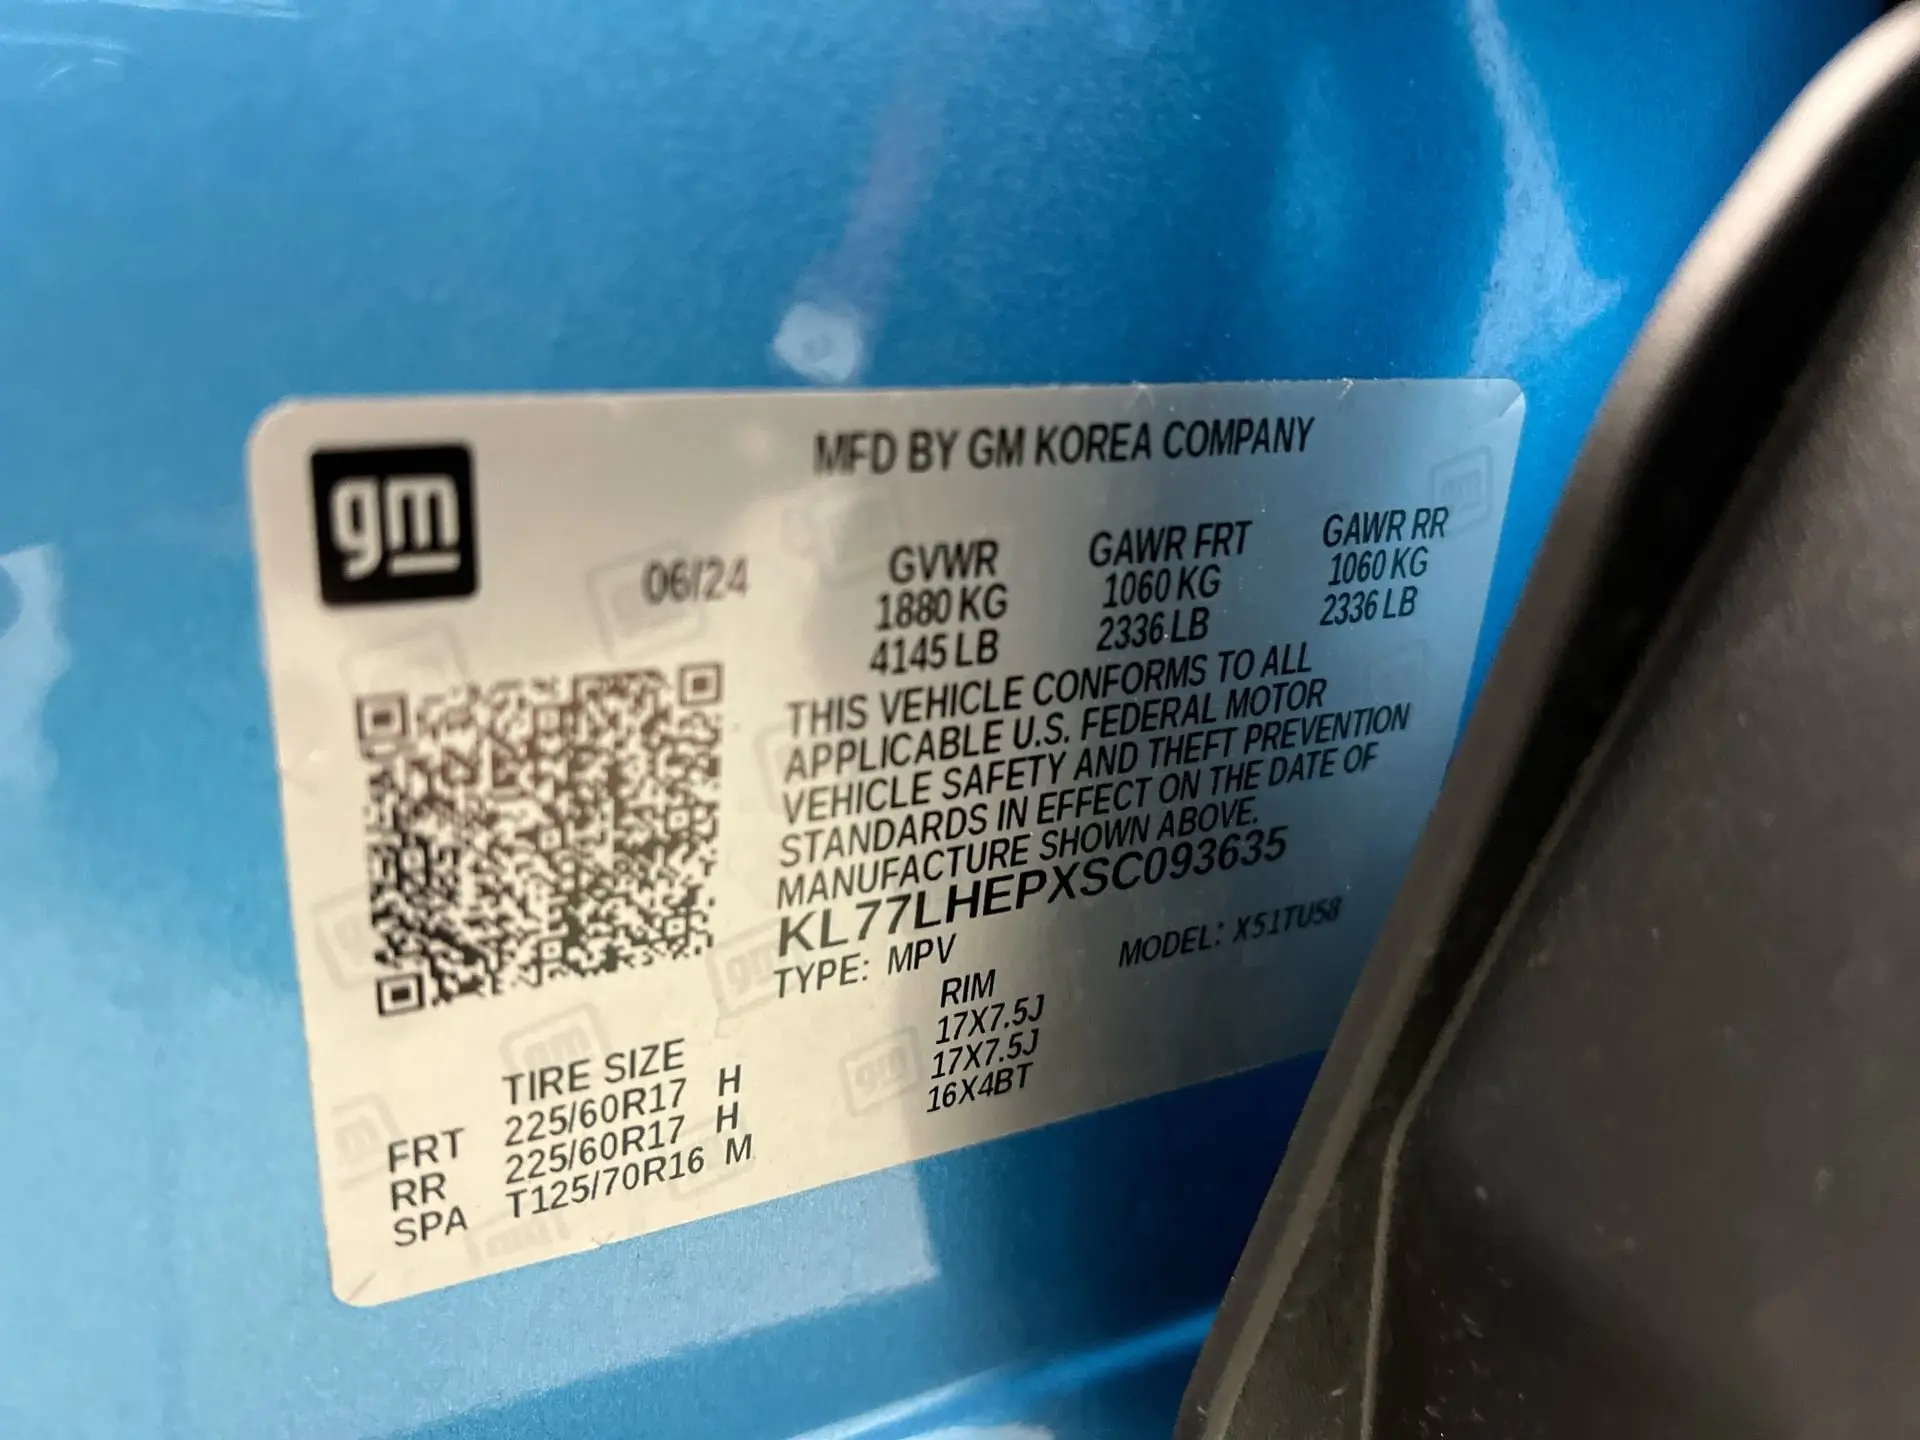 gm
MFD BY GM KOREA COMPANY
06/24
GVWR GAWR FRT GAWR RR
1880 KG 1060 KG 1060 KG
4145 LB 2336 LB 2336 LB
THIS VEHICLE CONFORMS TO ALL
APPLICABLE U.S. FEDERAL MOTOR
VEHICLE SAFETY AND THEFT PREVENTION
STANDARDS IN EFFECT ON THE DATE OF
MANUFACTURE SHOWN ABOVE.
KL77LHEPXSC093635
TYPE: MPV MODEL: X51TU58
TIRE SIZE RIM
FRT 225/60R17 H 17X7.5J
RR 225/60R17 H 17X7.5J
SPA T125/70R16 M 16X4BT